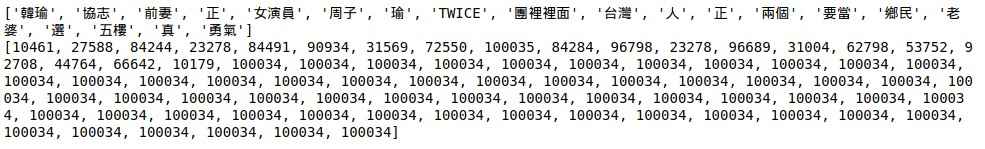 ['韓瑜', '協志', '前妻', '正', '女演員', '周子', '瑜', 'TWICE', '團裡裡面', '台灣', '人', '正', '兩個', '要當', '鄉民', '老
婆', '選', '五樓', '真', '勇氣']
[10461, 27588, 84244, 23278, 84491, 90934, 31569, 72550, 100035, 84284, 96798, 23278, 96689, 31004, 62798, 53752, 9
2708, 44764, 66642, 10179, 100034, 100034, 100034, 100034, 100034, 100034, 100034, 100034, 100034, 100034, 100034,
100034, 100034, 100034, 100034, 100034, 100034, 100034, 100034, 100034, 100034, 100034, 100034, 100034, 100034, 100
034, 100034, 100034, 100034, 100034, 100034, 100034, 100034, 100034, 100034, 100034, 100034, 100034, 100034, 10003
4, 100034, 100034, 100034, 100034, 100034, 100034, 100034, 100034, 100034, 100034, 100034, 100034, 100034, 100034,
100034, 100034, 100034, 100034, 100034, 100034]